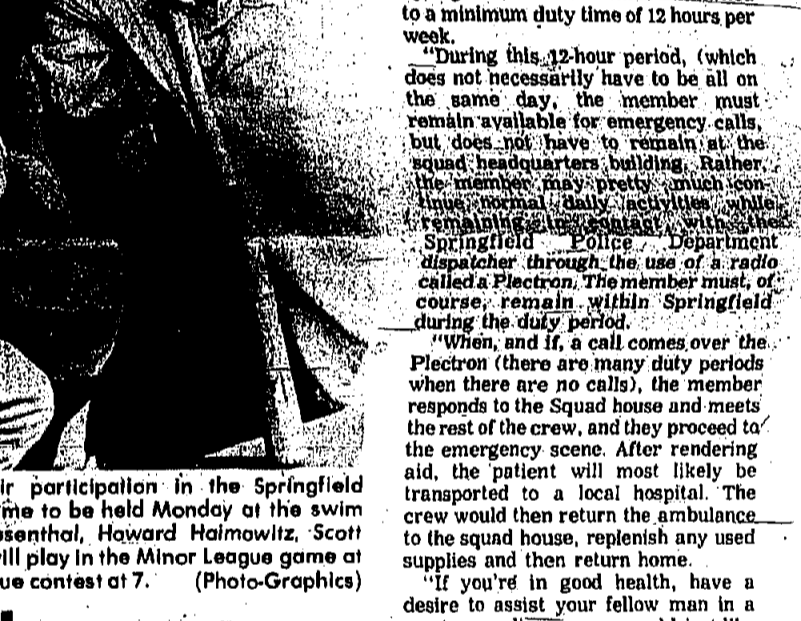 ir participation in the Springfield
me to be held Monday at the swim
senthal, Howard Haimowitz, Scott
ill play in the Minor League game at
ue contest at 7. (Photo-Graphics)
to a minimum duty time of 12 hours per
week.
"During this 12-hour period, (which
does not necessarily have to be all on
the same day, the member must
remain available for emergency calls,
but does not have to remain at the
squad headquarters building. Rather
the member may pretty much con-
tinue normal daily activities while
remaining in contact with the
Springfield Police Department
dispatcher through the use of a radio
called a Plectron. The member must, of
course, remain within Springfield
during the duty period.
"When, and if, a call comes over the
Plectron (there are many duty periods
when there are no calls), the member
responds to the Squad house and meets
the rest of the crew, and they proceed to
the emergency scene. After rendering
aid, the patient will most likely be
transported to a local hospital. The
crew would then return the ambulance
to the squad house, replenish any used
supplies and then return home.
"If you're in good health, have a
desire to assist your fellow man in a